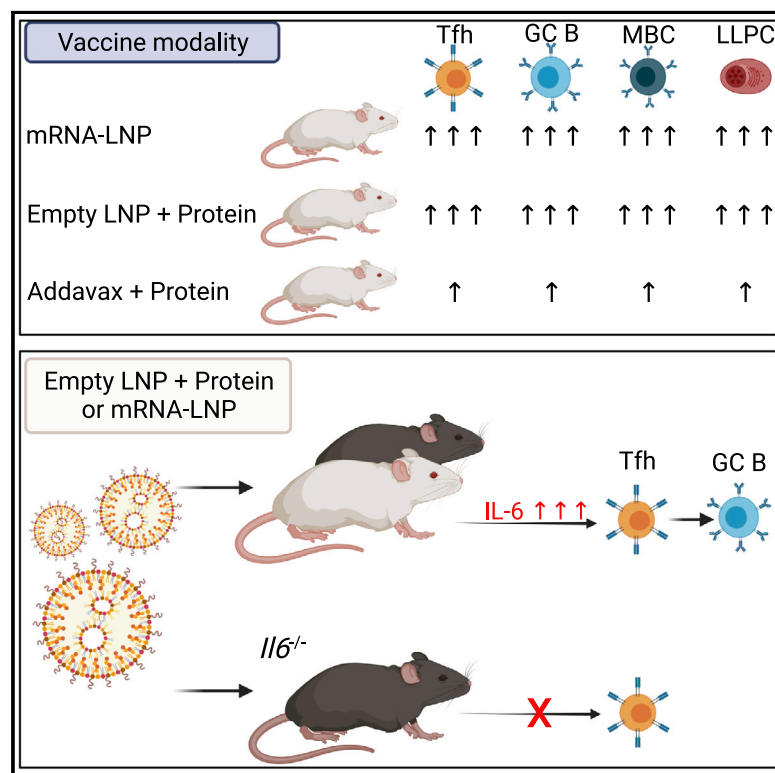 Vaccine modality
Tfh GC B MBC LLPC
mRNA-LNP ↑↑↑ ↑↑↑ ↑↑↑ ↑↑↑
Empty LNP + Protein ↑↑↑ ↑↑↑ ↑↑↑ ↑↑↑
Addavax + Protein ↑ ↑ ↑ ↑
Empty LNP + Protein
or mRNA-LNP
Tfh GC B
IL-6 ↑↑↑
Il6-/-
X